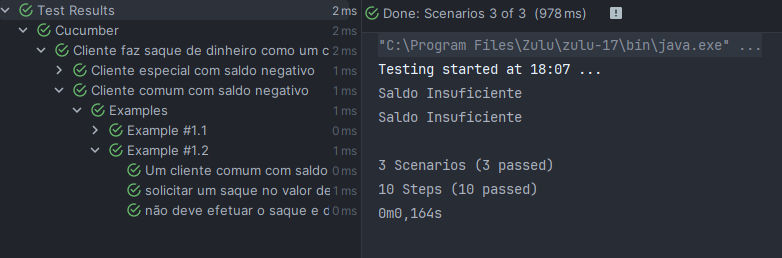 Test Results 2 ms
Cucumber 2 ms
Cliente faz saque de dinheiro como um c 2 ms
Cliente especial com saldo negativo 1 ms
Cliente comum com saldo negativo 1 ms
Examples 1 ms
Example #1.1 0 ms
Example #1.2 1 ms
Um cliente comum com saldo 0 ms
solicitar um saque no valor de 1 ms
não deve efetuar o saque e d 0 ms
Done: Scenarios 3 of 3 (978 ms)
"C:\Program Files\Zulu\zulu-17\bin\java.exe" ...
Testing started at 18:07 ...
Saldo Insuficiente
Saldo Insuficiente
3 Scenarios (3 passed)
10 Steps (10 passed)
0m0,164s